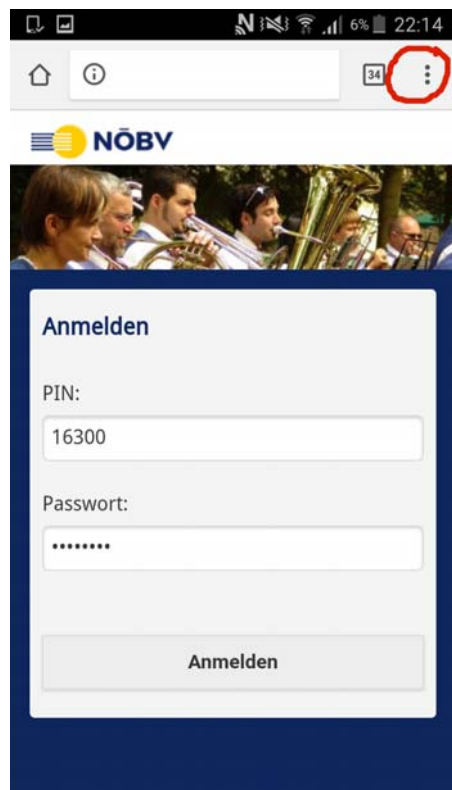 6% 22:14
34
NÖBV
Anmelden
PIN:
16300
Passwort:
••••••••
Anmelden